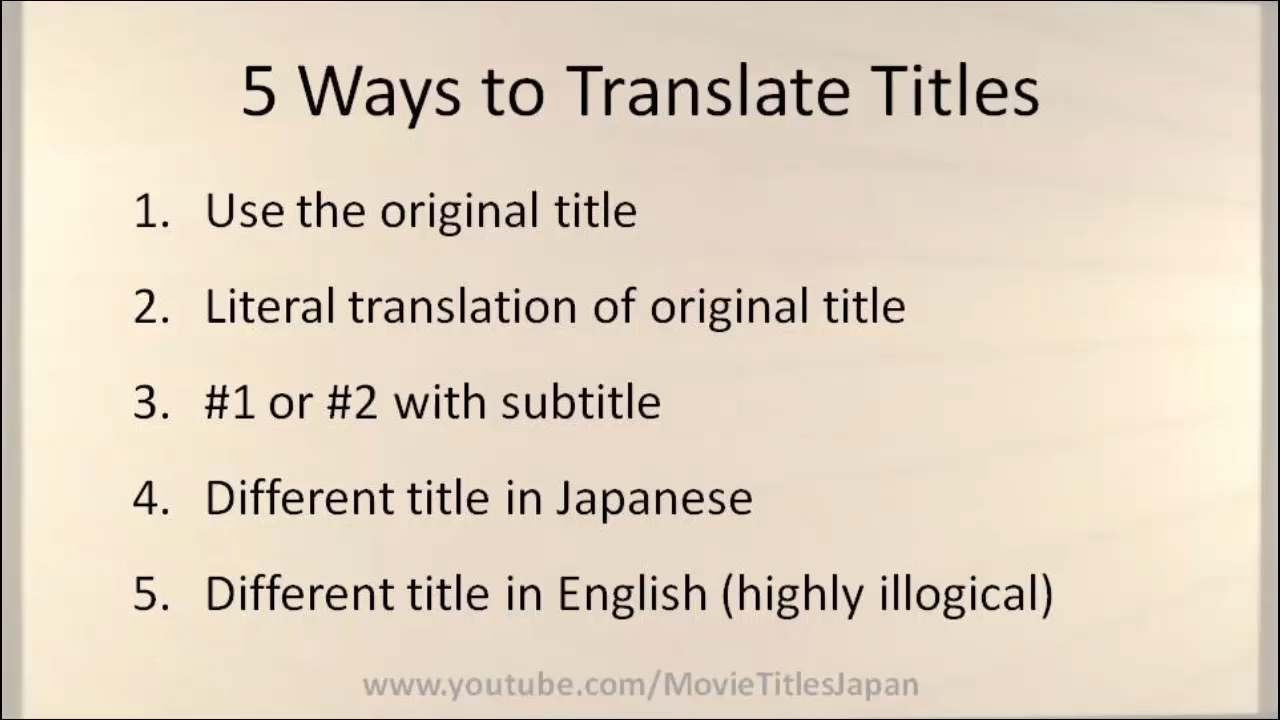 5 Ways to Translate Titles
1. Use the original title
2. Literal translation of original title
3. #1 or #2 with subtitle
4. Different title in Japanese
5. Different title in English (highly illogical)
www.youtube.com/MovieTitlesJapan